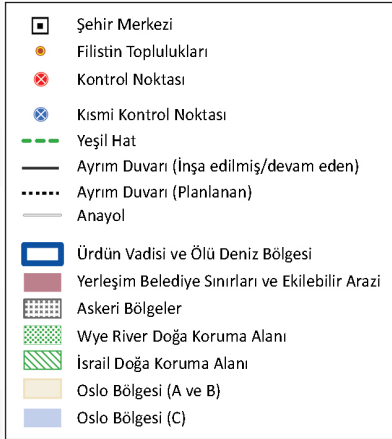 Şehir Merkezi
Filistin Toplulukları
Kontrol Noktası
Kısmi Kontrol Noktası
Yeşil Hat
Ayrım Duvarı (İnşa edilmiş/devam eden)
Ayrım Duvarı (Planlanan)
Anayol
Ürdün Vadisi ve Ölü Deniz Bölgesi
Yerleşim Belediye Sınırları ve Ekilebilir Arazi
Askeri Bölgeler
Wye River Doğa Koruma Alanı
İsrail Doğa Koruma Alanı
Oslo Bölgesi (A ve B)
Oslo Bölgesi (C)